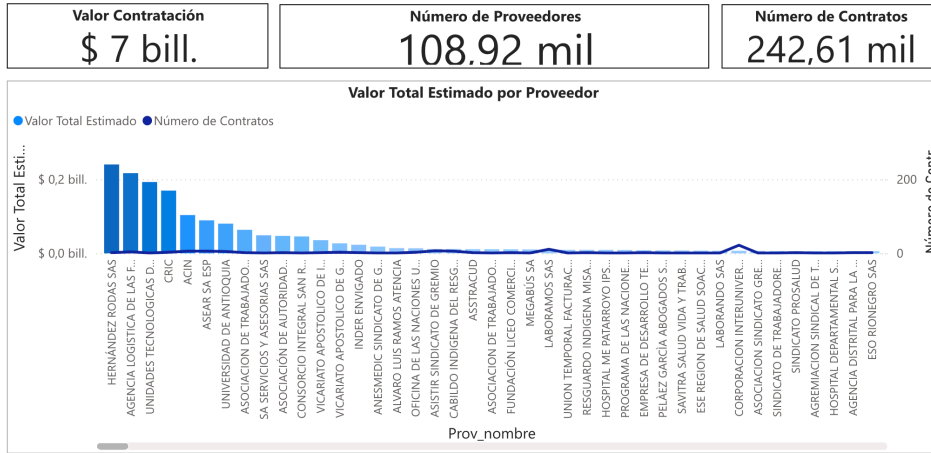 Valor Contratación
$ 7 bill.
Número de Proveedores
108,92 mil
Número de Contratos
242,61 mil
Valor Total Estimado por Proveedor
Valor Total Estimado
Número de Contratos
Valor Total Esti...
$ 0,2 bill.
$ 0,0 bill.
200
0
Número de Contr...
HERNÁNDEZ RODAS SAS
AGENCIA LOGISTICA DE LAS F...
UNIDADES TECNOLOGICAS D...
CRIC
ACIN
ASEAR SA ESP
UNIVERSIDAD DE ANTIOQUIA
ASOCIACION DE TRABAJADO...
SA SERVICIOS Y ASESORIAS SAS
ASOCIACIÓN DE AUTORIDAD...
CONSORCIO INTEGRAL SAN R...
VICARIATO APOSTOLICO DE I...
VICARIATO APOSTOLICO DE G...
INDER ENVIGADO
ANESMEDIC SINDICATO DE G...
ALVARO LUIS RAMOS ATENCIA
OFICINA DE LAS NACIONES U...
ASISTIR SINDICATO DE GREMIO
CABILDO INDIGENA DEL RESG...
ASSTRACUD
ASOCIACION DE TRABAJADO...
FUNDACIÓN LICEO COMERCI...
MEGABÚS SA
LABORAMOS SAS
UNION TEMPORAL FACTURAC...
RESGUARDO INDIGENA MISA...
HOSPITAL ME PATARROYO IPS...
PROGRAMA DE LAS NACIONE...
EMPRESA DE DESARROLLO TE...
PELÁEZ GARCÍA ABOGADOS S...
SAVITRA SALUD VIDA Y TRAB...
ESE REGION DE SALUD SOAC...
LABORANDO SAS
CORPORACION INTERUNIVER...
ASOCIACION SINDICATO GRE...
SINDICATO DE TRABAJADORE...
SINDICATO PROSALUD
AGREMIACION SINDICAL DE T...
HOSPITAL DEPARTAMENTAL S...
AGENCIA DISTRITAL PARA LA ...
ESO RIONEGRO SAS
Prov_nombre